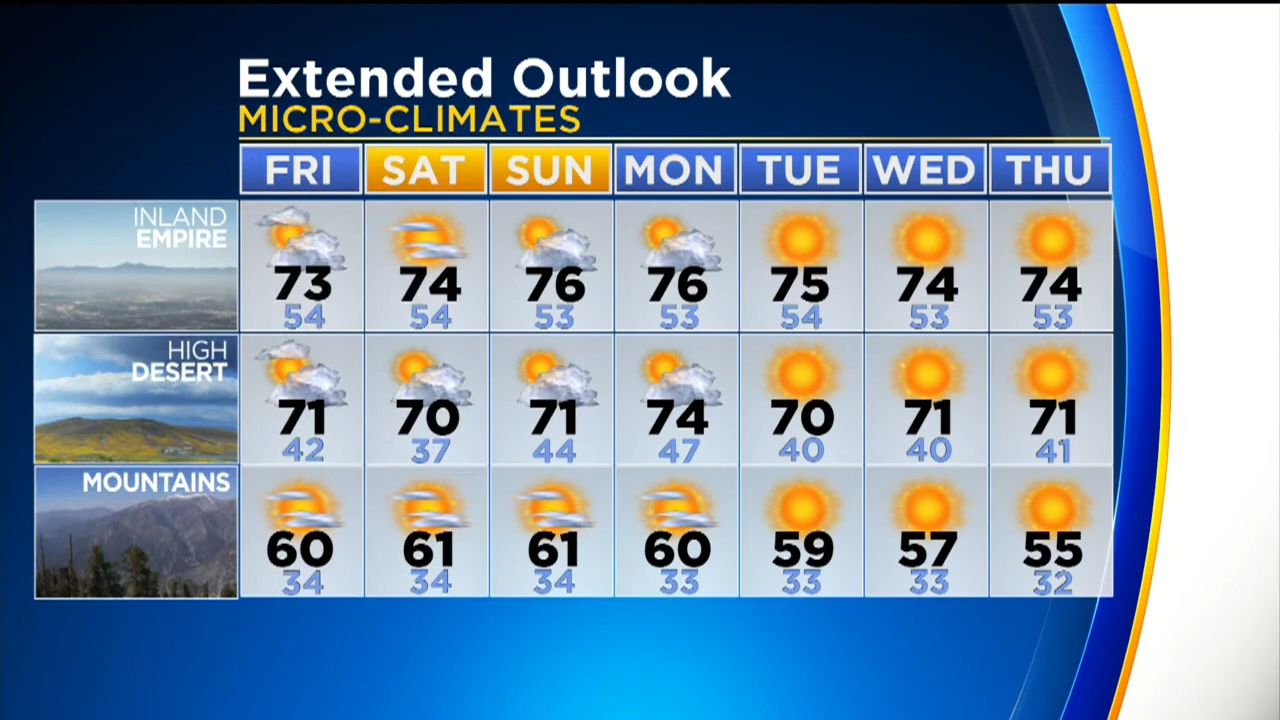 Extended Outlook
MICRO-CLIMATES
FRI SAT SUN MON TUE WED THU
INLAND
EMPIRE
73 74 76 76 75 74 74
54 54 53 53 54 53 53
HIGH
DESERT
71 70 71 74 70 71 71
42 37 44 47 40 40 41
MOUNTAINS
60 61 61 60 59 57 55
34 34 34 33 33 33 32